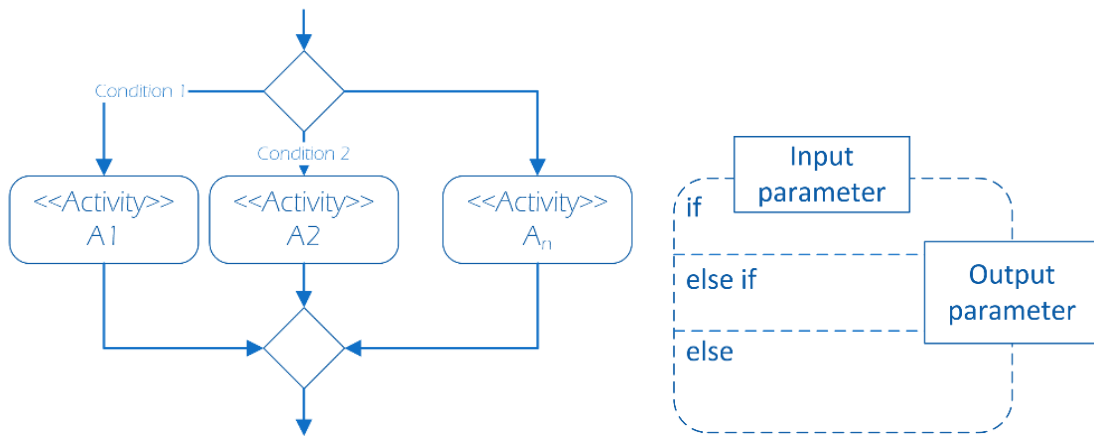 Condition 1
Condition 2
<<Activity>>
A1
<<Activity>>
A2
<<Activity>>
An
Input
parameter
if
else if
Output
parameter
else